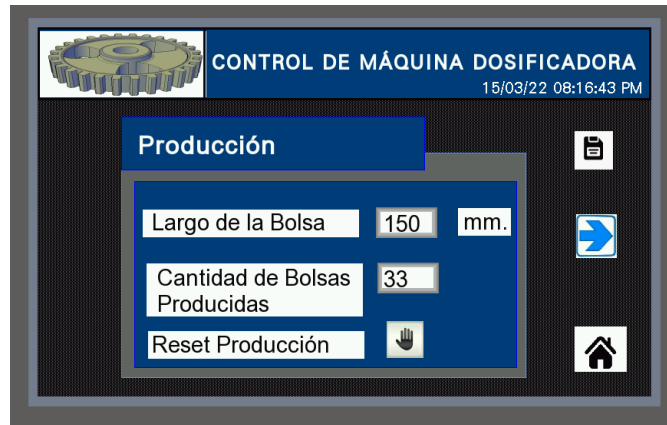 CONTROL DE MÁQUINA DOSIFICADORA
15/03/22 08:16:43 PM
Producción
Largo de la Bolsa 150 mm.
Cantidad de Bolsas 33
Producidas
Reset Producción